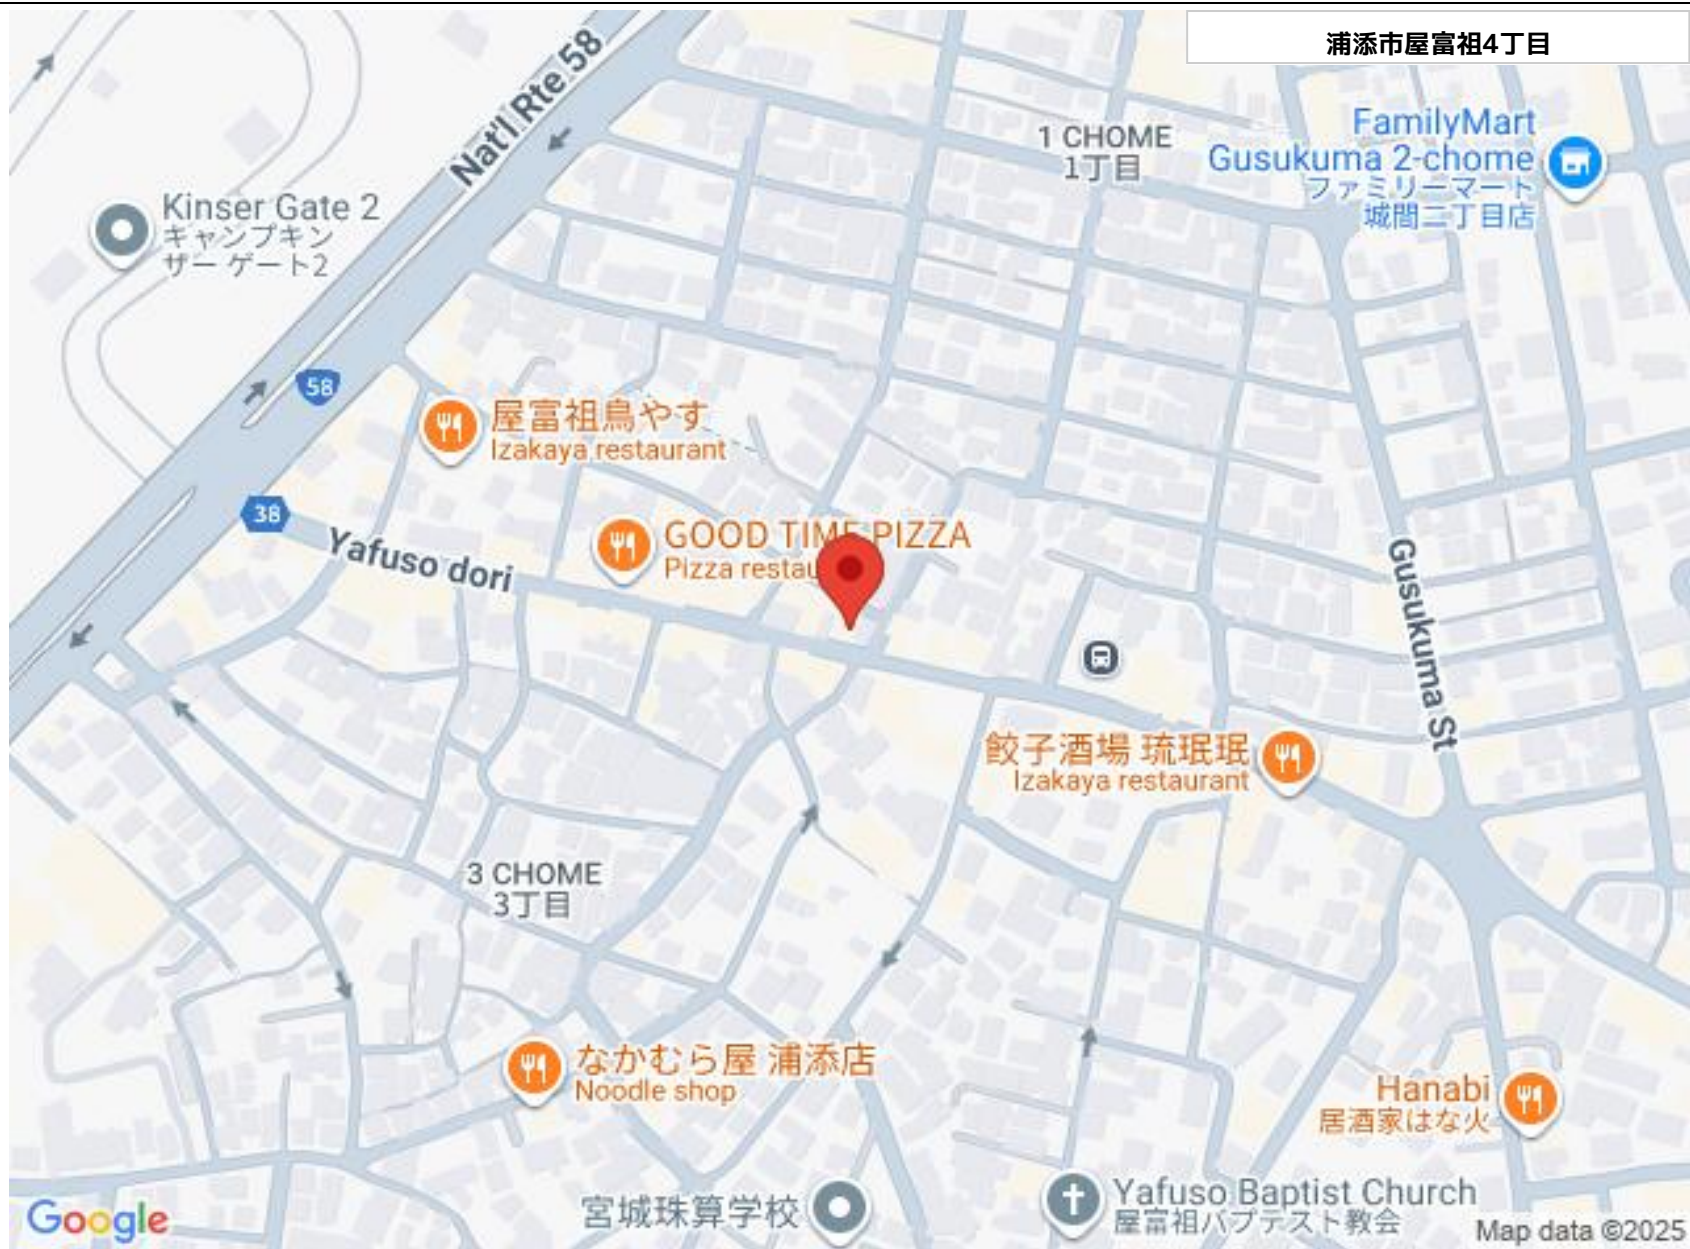 浦添市屋富祖4丁目
Nat'l Rte 58
1 CHOME
1丁目
FamilyMart
Gusukuma 2-chome
ファミリーマート
城間二丁目店
Kinser Gate 2
キャンプキン
ザー ゲート2
58
屋富祖鳥やす
Izakaya restaurant
38
Yafuso dori
GOOD TIME PIZZA
Pizza
Gusukuma St
餃子酒場 琉珉珉
Izakaya restaurant
3 CHOME
3丁目
なかむら屋 浦添店
Noodle shop
Hanabi
居酒家はな火
宮城珠算学校
Yafuso Baptist Church
屋富祖バプテスト教会
Google
Map data ©2025